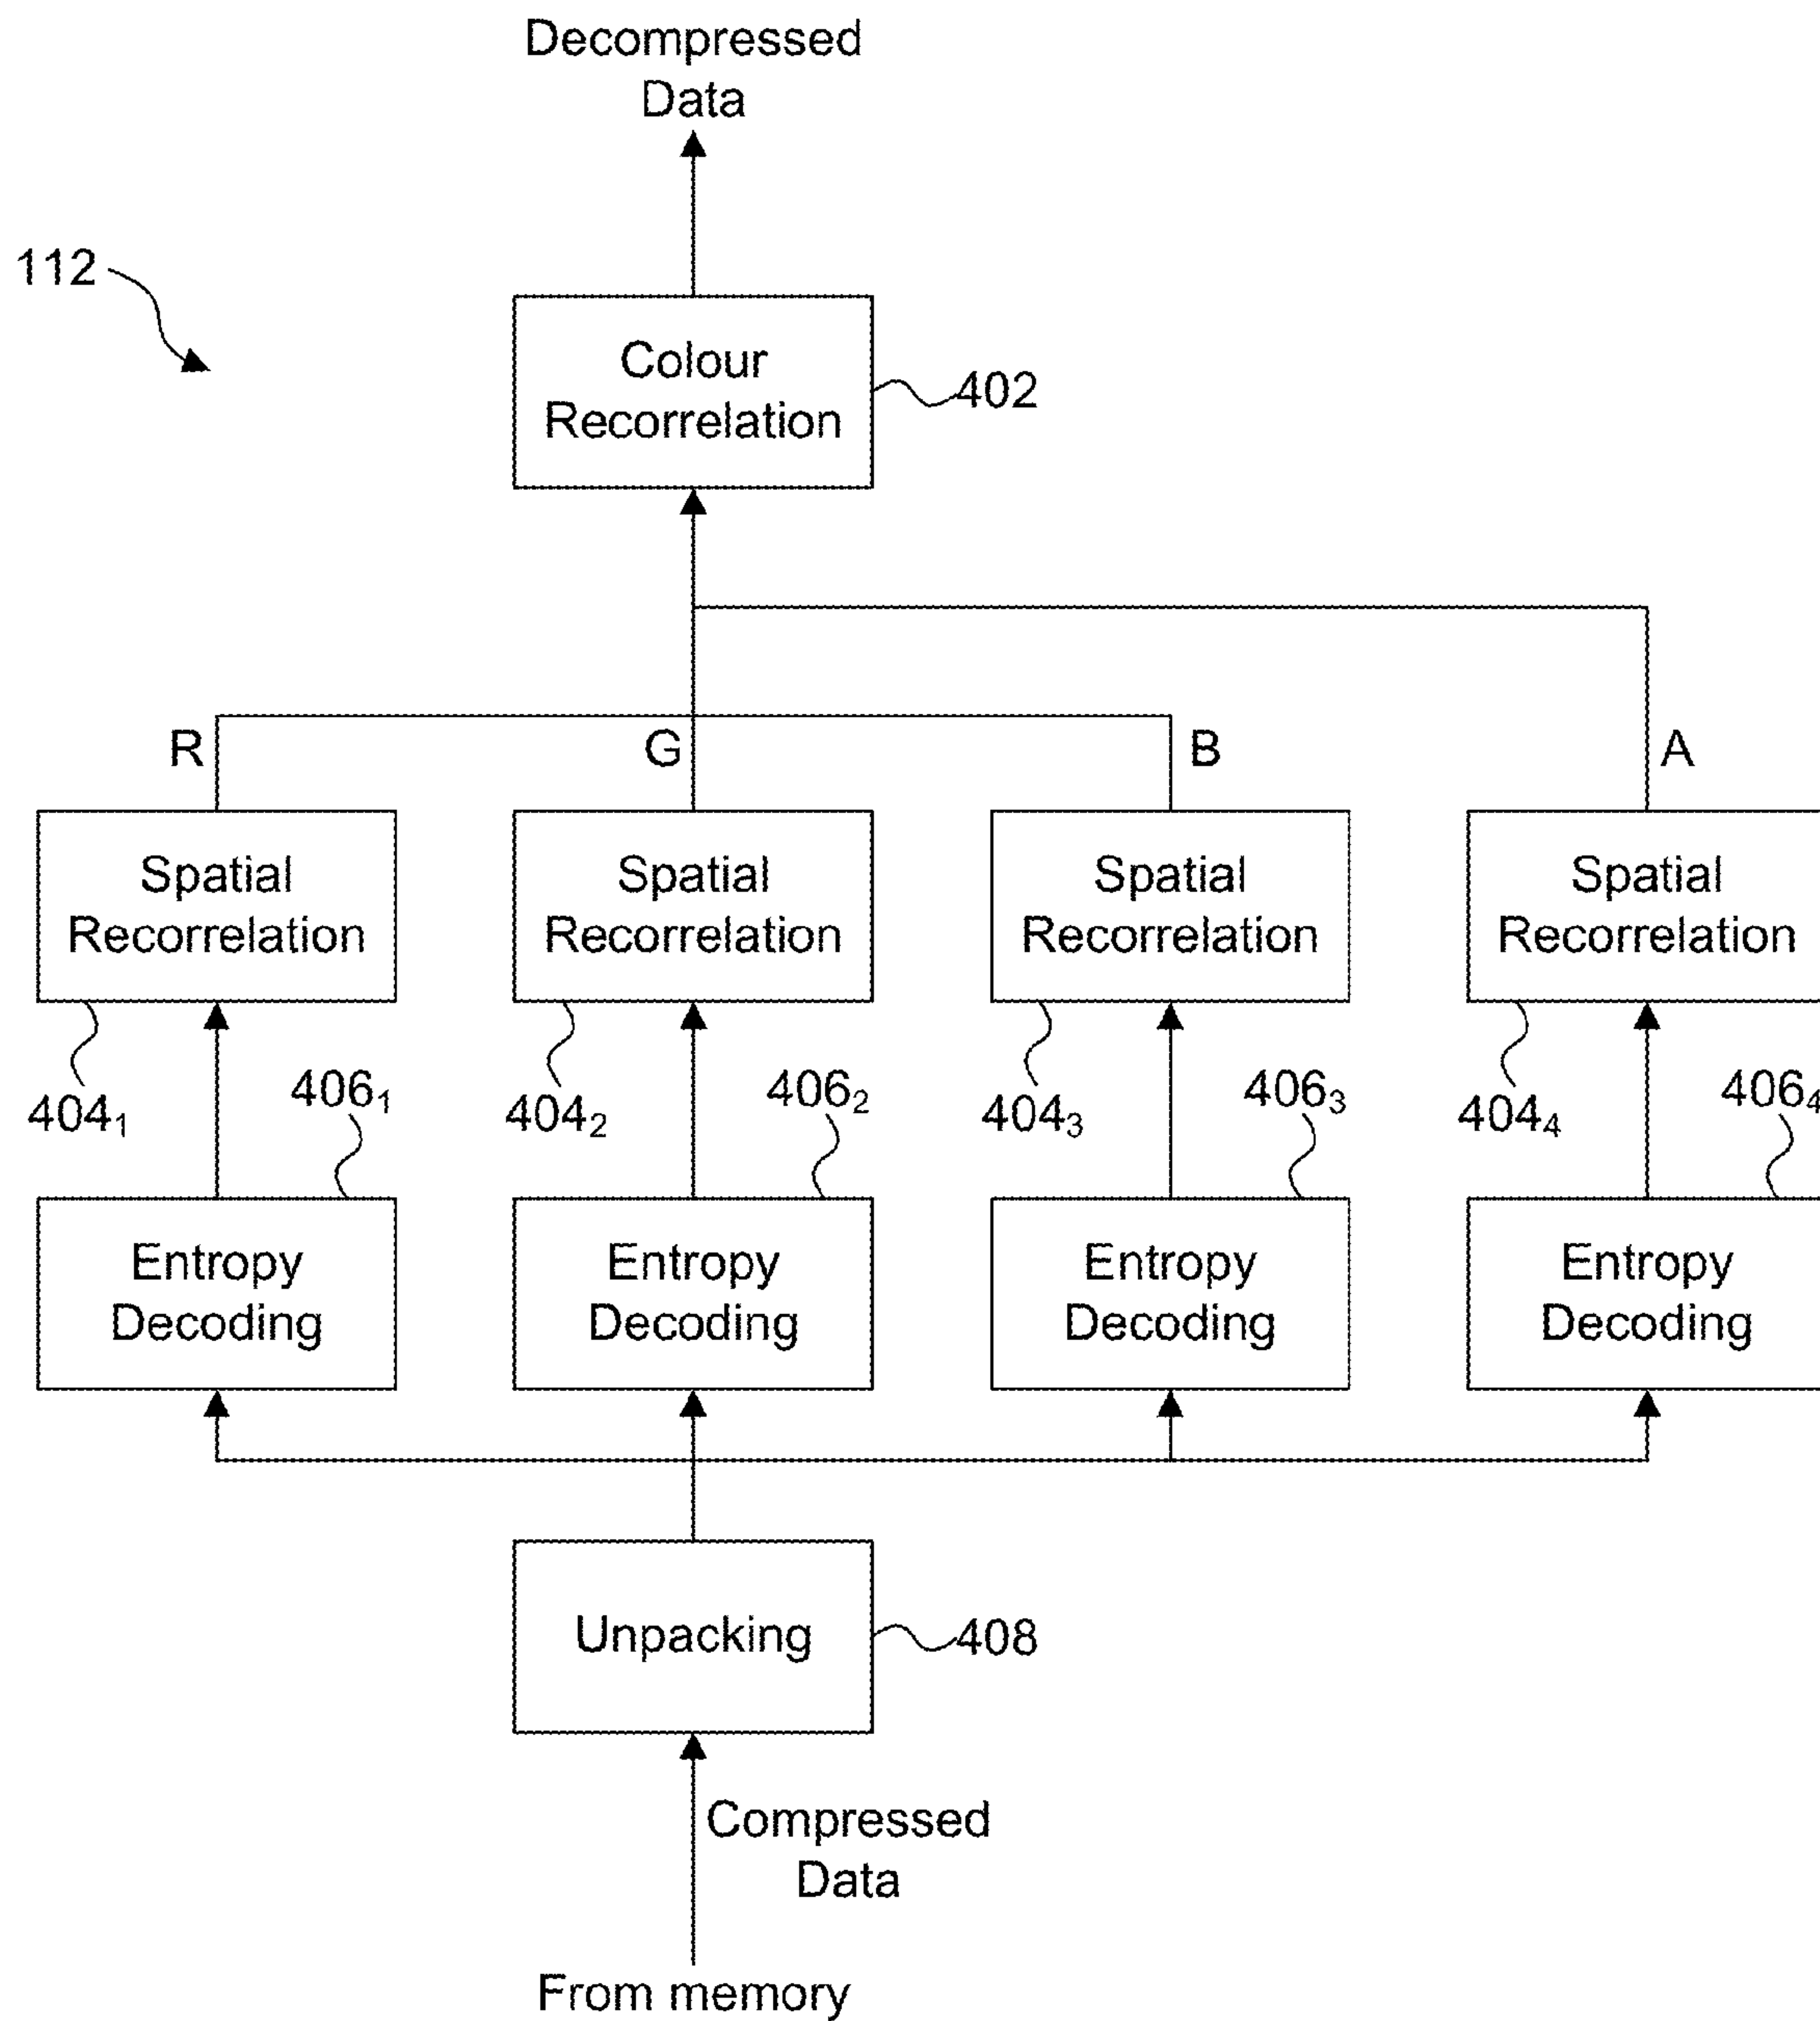 Decompressed
Data
112
Colour
Recorrelation
402
R
G
B
A
Spatial
Recorrelation
Spatial
Recorrelation
Spatial
Recorrelation
Spatial
Recorrelation
404₁
406₁
404₂
406₂
404₃
406₃
404₄
406₄
Entropy
Decoding
Entropy
Decoding
Entropy
Decoding
Entropy
Decoding
Unpacking
408
Compressed
Data
From memory